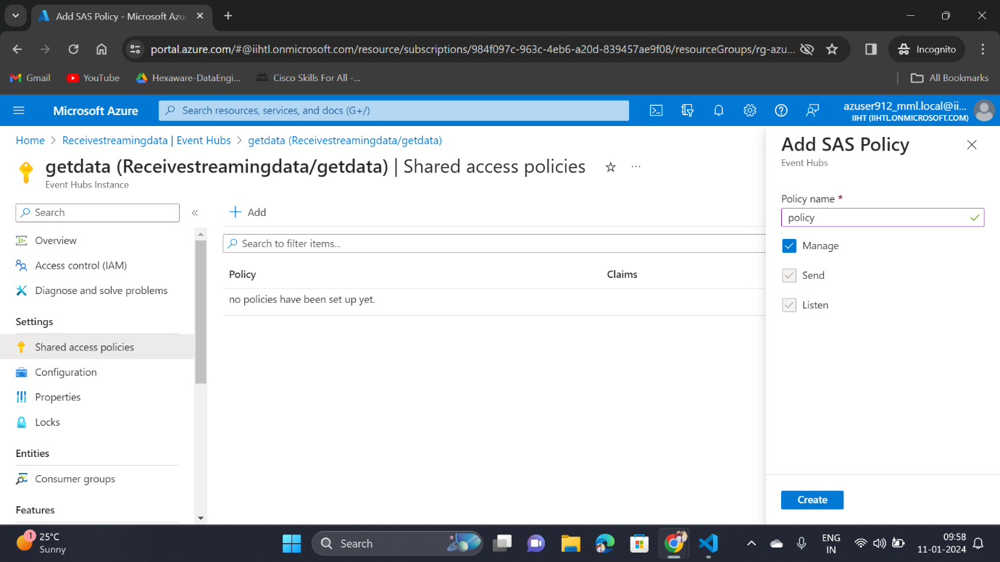 Add SAS Policy - Microsoft Azu
portal.azure.com/#@iihtl.onmicrosoft.com/resource/subscriptions/984f097c-963c-4eb6-a20d-839457ae9f08/resourceGroups/rg-azu...
Incognito
Gmail
YouTube
Hexaware-DataEngi...
Cisco Skills For All -...
All Bookmarks
Microsoft Azure
Search resources, services, and docs (G+/)
azuser912_mml.local@ii...
IIHT (IIHTL.ONMICROSOFT.COM)
Home > Receivestreamingdata | Event Hubs > getdata (Receivestreamingdata/getdata)
getdata (Receivestreamingdata/getdata) | Shared access policies
Event Hubs Instance
Search
Overview
Access control (IAM)
Diagnose and solve problems
Settings
Shared access policies
Configuration
Properties
Locks
Entities
Consumer groups
Features
Add
Search to filter items...
Policy Claims
no policies have been set up yet.
Add SAS Policy
Event Hubs
Policy name *
policy
Manage
Send
Listen
Create
1
25°C
Sunny
Search
ENG
IN
09:58
11-01-2024